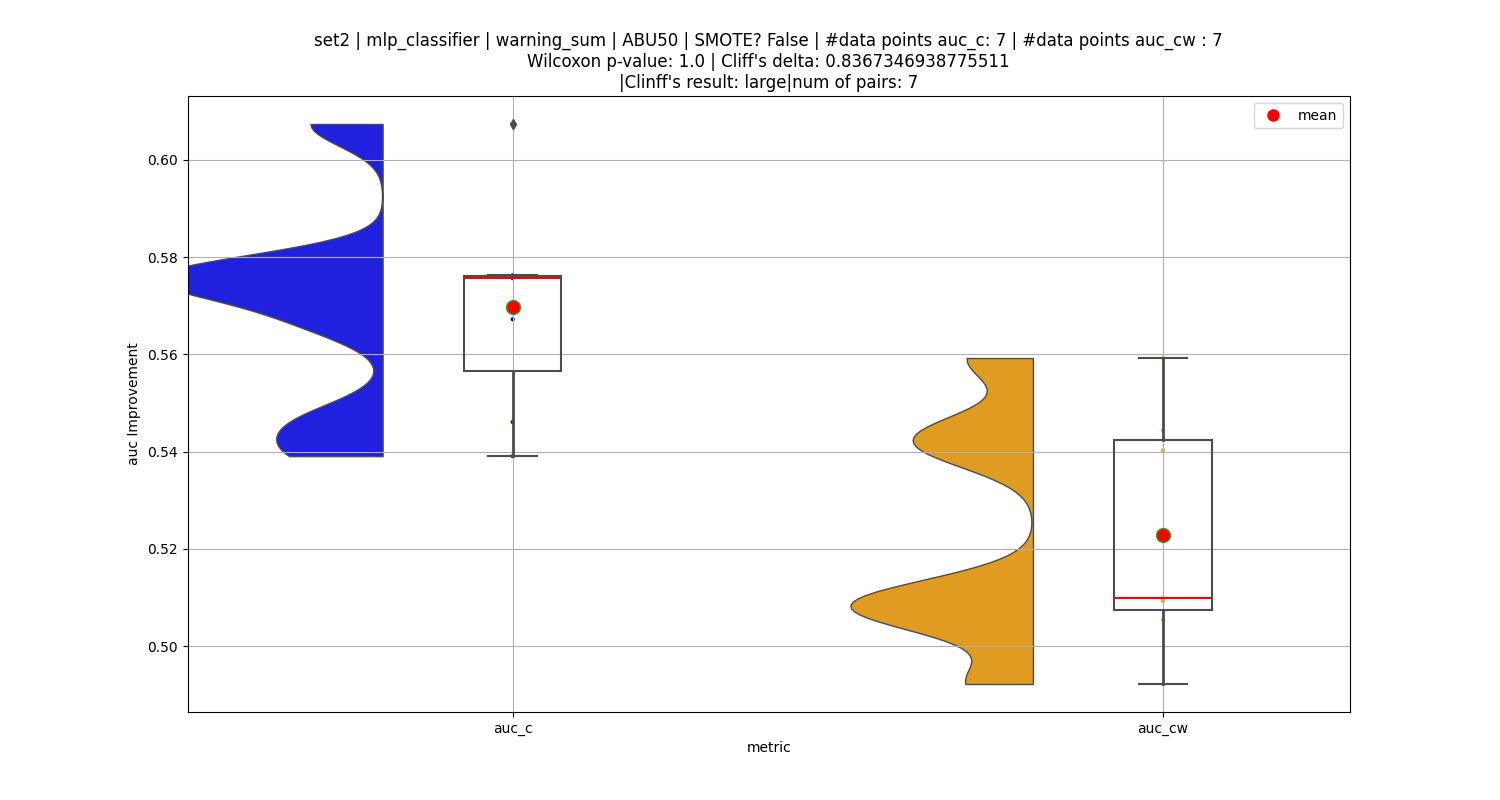 set2 | mlp_classifier | warning_sum | ABU50 | SMOTE? False | #data points auc_c: 7 | #data points auc_cw : 7
Wilcoxon p-value: 1.0 | Cliff's delta: 0.8367346938775511
|Clinff's result: large|num of pairs: 7
mean
0.60
0.58
0.56
0.54
0.52
0.50
auc Improvement
auc_c
auc_cw
metric